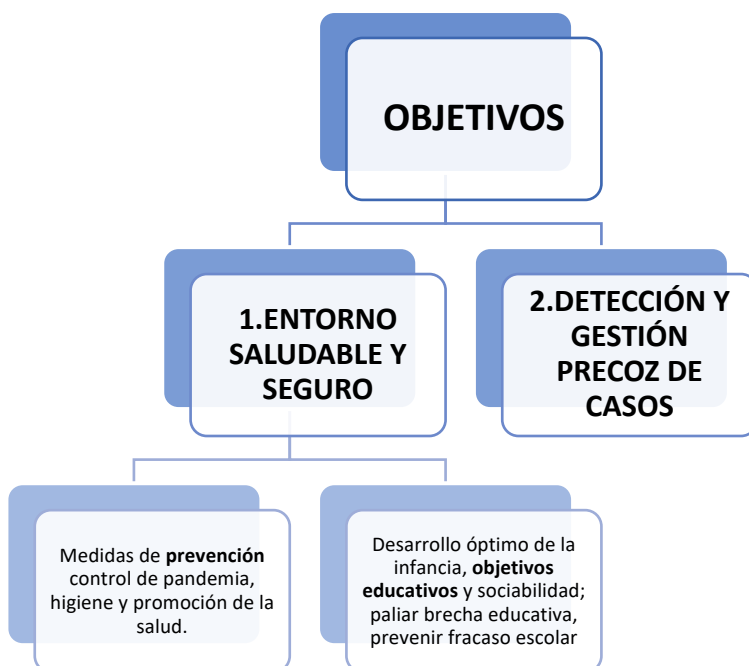 OBJETIVOS
1.ENTORNO
SALUDABLE Y
SEGURO
2.DETECCIÓN Y
GESTIÓN
PRECOZ DE
CASOS
Medidas de prevención
control de pandemia,
higiene y promoción de la
salud.
Desarrollo óptimo de la
infancia, objetivos
educativos y sociabilidad;
paliar brecha educativa,
prevenir fracaso escolar